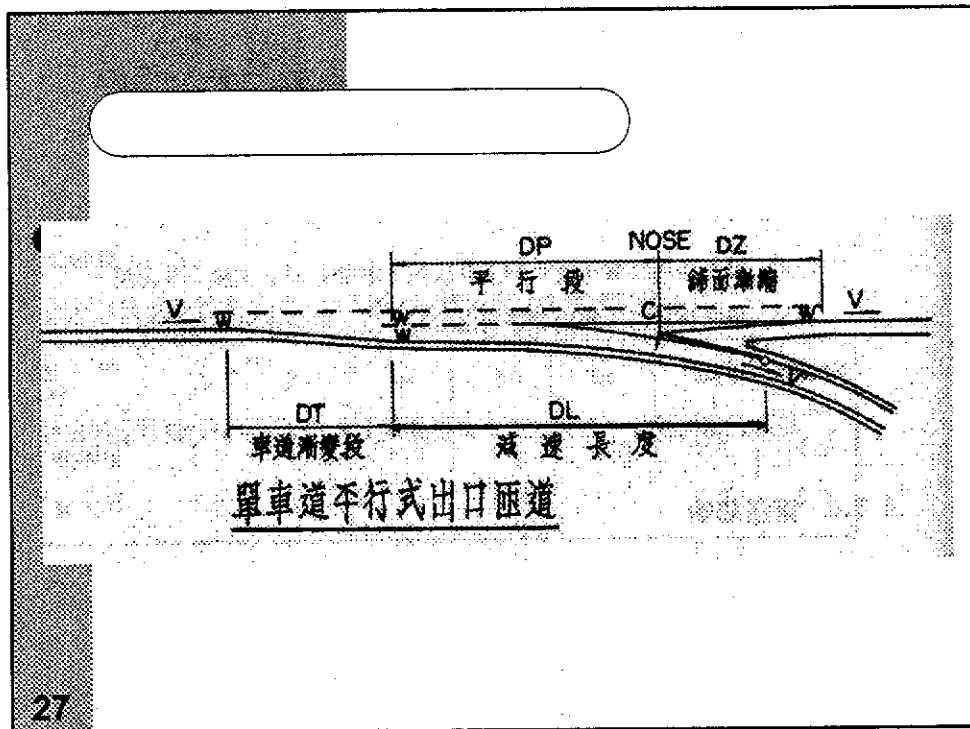 DP NOSE DZ
平行段 鋪面漸縮
V W C W V
W
W
V
DT DL
車道漸變段 減速長度
單車道平行式出口匝道
27